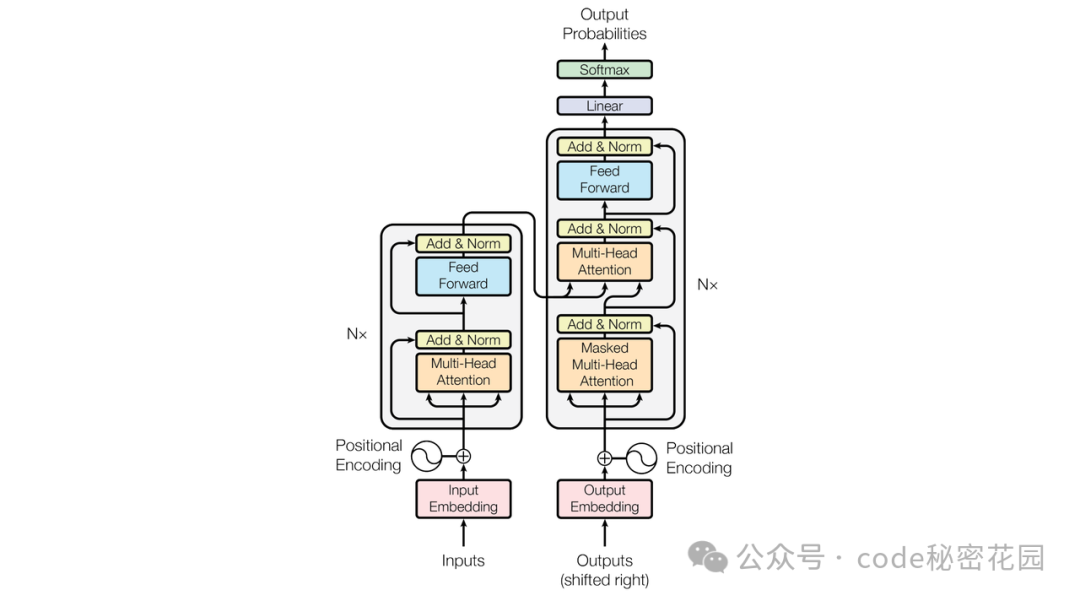 Output
Probabilities
Softmax
Linear
Add & Norm
Feed
Forward
Add & Norm
Multi-Head
Attention
Add & Norm
Masked
Multi-Head
Attention
N×
Add & Norm
Feed
Forward
Add & Norm
Multi-Head
Attention
N×
Positional
Encoding
Positional
Encoding
Input
Embedding
Output
Embedding
Inputs
Outputs
(shifted right)
公众号 · code秘密花园